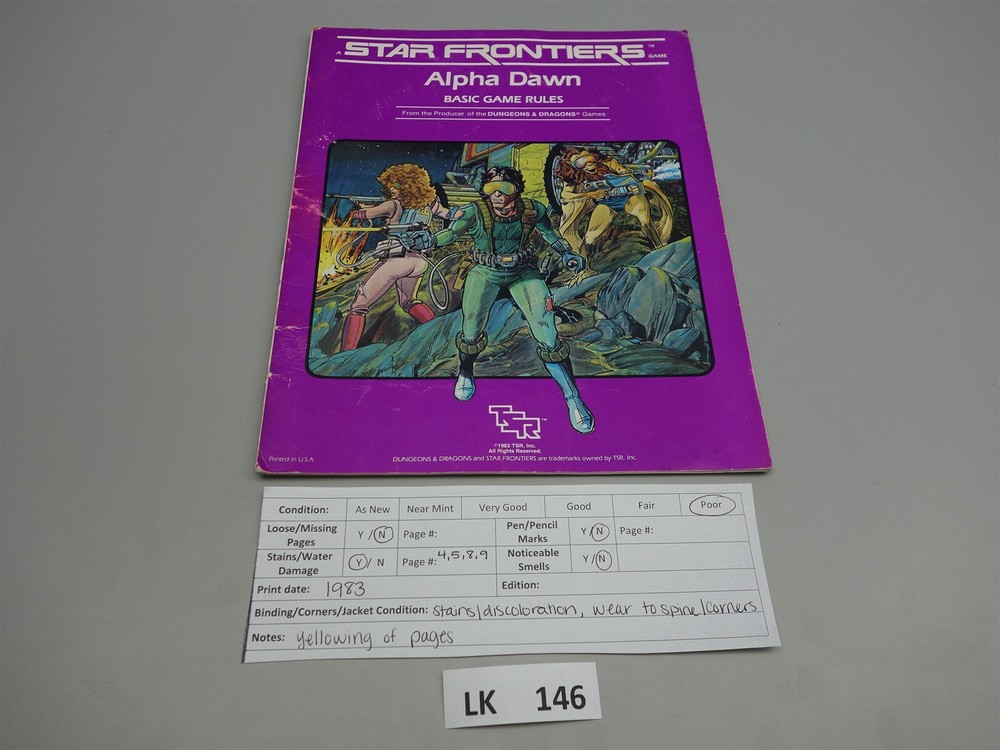 A STAR FRONTIERS™ GAME
Alpha Dawn
BASIC GAME RULES
From the Producer of the DUNGEONS & DRAGONS® Games
TSR™
©1983 TSR, Inc.
All Rights Reserved.
Printed in U.S.A.
DUNGEONS & DRAGONS and STAR FRONTIERS are trademarks owned by TSR, Inc.
Condition: As New Near Mint Very Good Good Fair Poor
Loose/Missing Pages Y / N Page #: Pen/Pencil Marks Y / N Page #:
Stains/Water Damage Y / N Page #: 4,5,8,9 Noticeable Smells Y / N
Print date: 1983 Edition:
Binding/Corners/Jacket Condition: stains/discoloration, wear to spine/corners
Notes: yellowing of pages
LK 146